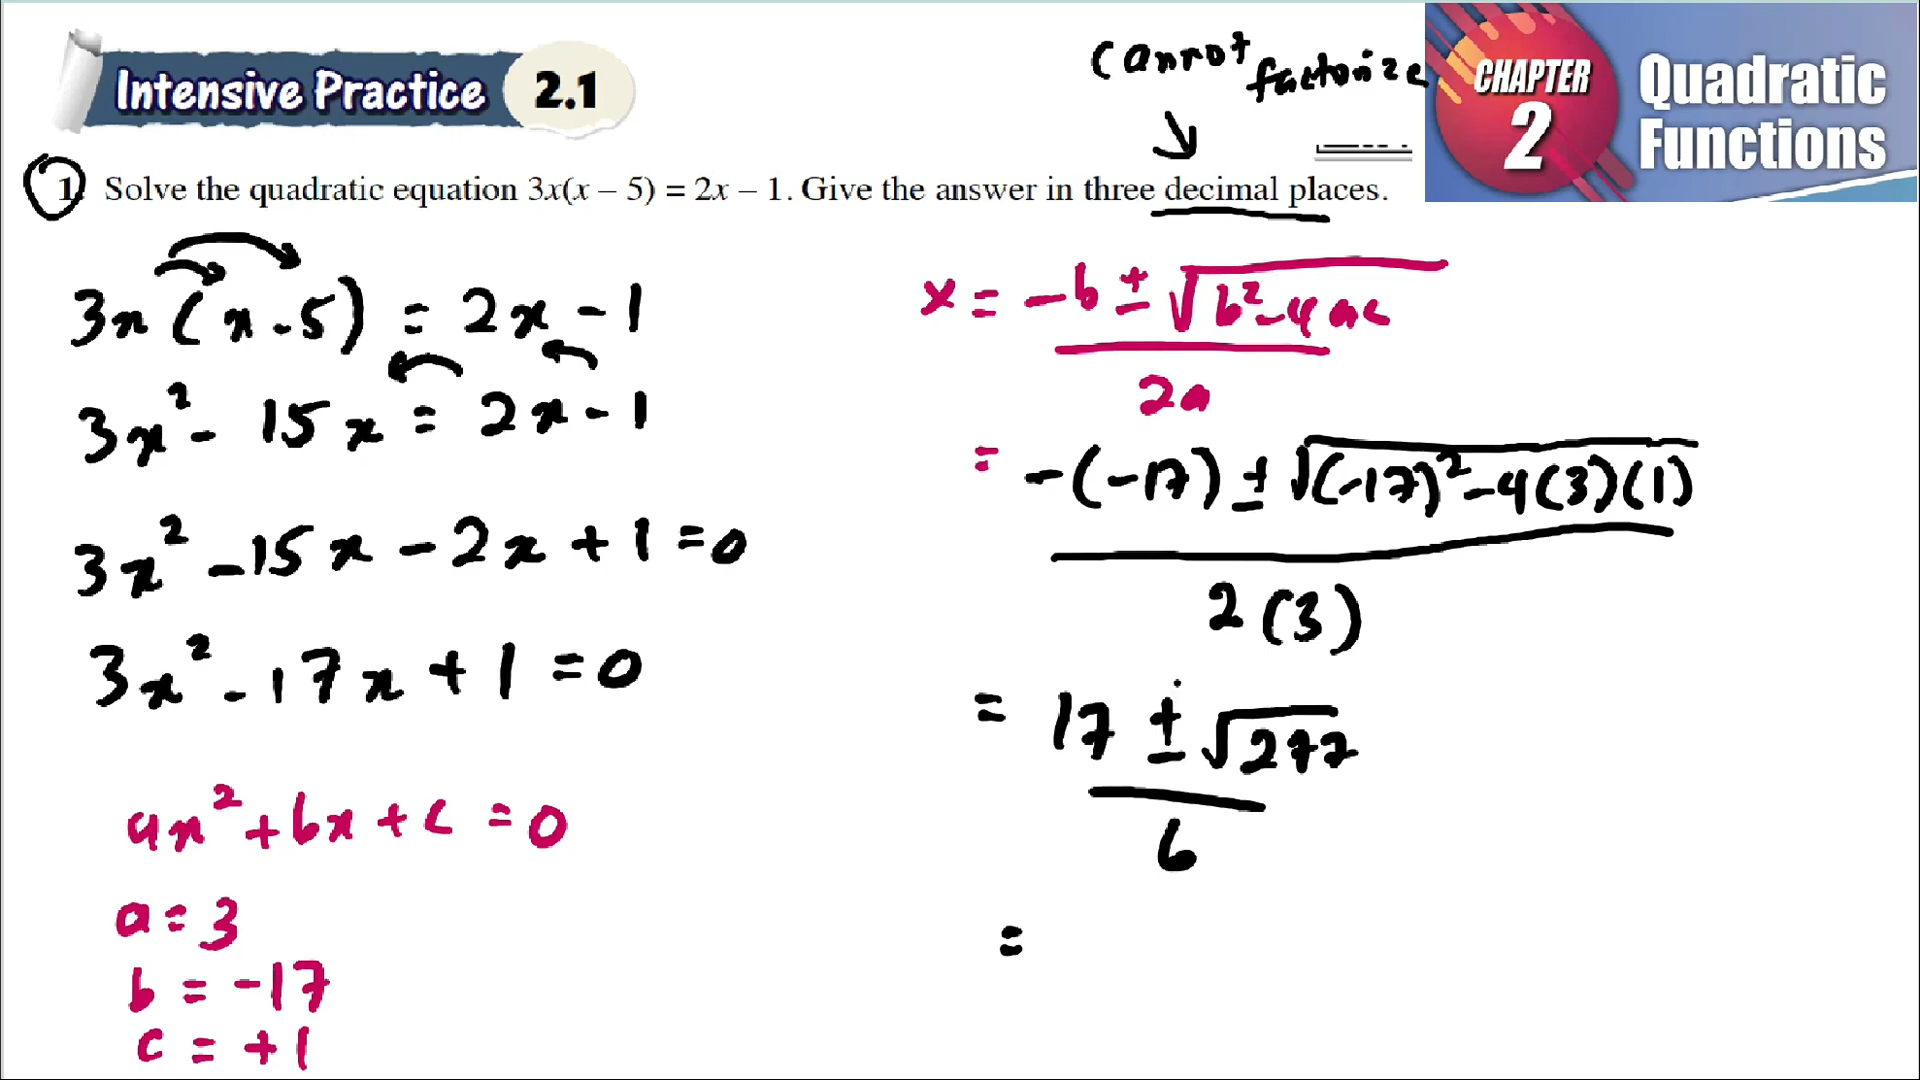 Intensive Practice 2.1
cannot factorize
CHAPTER 2
Quadratic Functions
1. Solve the quadratic equation 3x(x − 5) = 2x − 1. Give the answer in three decimal places.
3x(x - 5) = 2x - 1
3x² - 15x = 2x - 1
3x² - 15x - 2x + 1 = 0
3x² - 17x + 1 = 0
ax² + bx + c = 0
a = 3
b = -17
c = +1
x = -b ± √b² - 4ac
2a
= -(-17) ± √(-17)² - 4(3)(1)
2(3)
= 17 ± √277
6
=